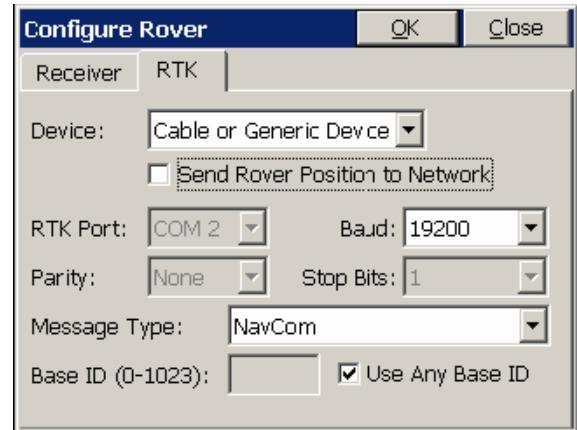 Configure Rover OK Close
Receiver RTK
Device: Cable or Generic Device
Send Rover Position to Network
RTK Port: COM 2 Baud: 19200
Parity: None Stop Bits: 1
Message Type: NavCom
Base ID (0-1023): Use Any Base ID